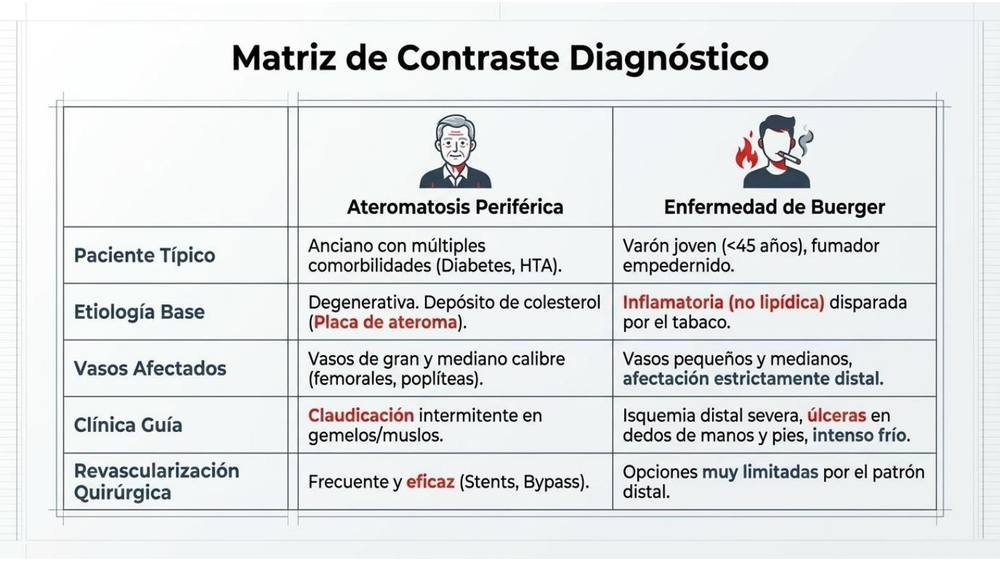 Matriz de Contraste Diagnóstico
Ateromatosis Periférica
Enfermedad de Buerger
Paciente Típico
Anciano con múltiples
comorbilidades (Diabetes, HTA).
Varón joven (<45 años), fumador
empedernido.
Etiología Base
Degenerativa. Depósito de colesterol
(Placa de ateroma).
Inflamatoria (no lipídica) disparada
por el tabaco.
Vasos Afectados
Vasos de gran y mediano calibre
(femorales, poplíteas).
Vasos pequeños y medianos,
afectación estrictamente distal.
Clínica Guía
Claudicación intermitente en
gemelos/muslos.
Isquemia distal severa, úlceras en
dedos de manos y pies, intenso frío.
Revascularización
Quirúrgica
Frecuente y eficaz (Stents, Bypass).
Opciones muy limitadas por el patrón
distal.